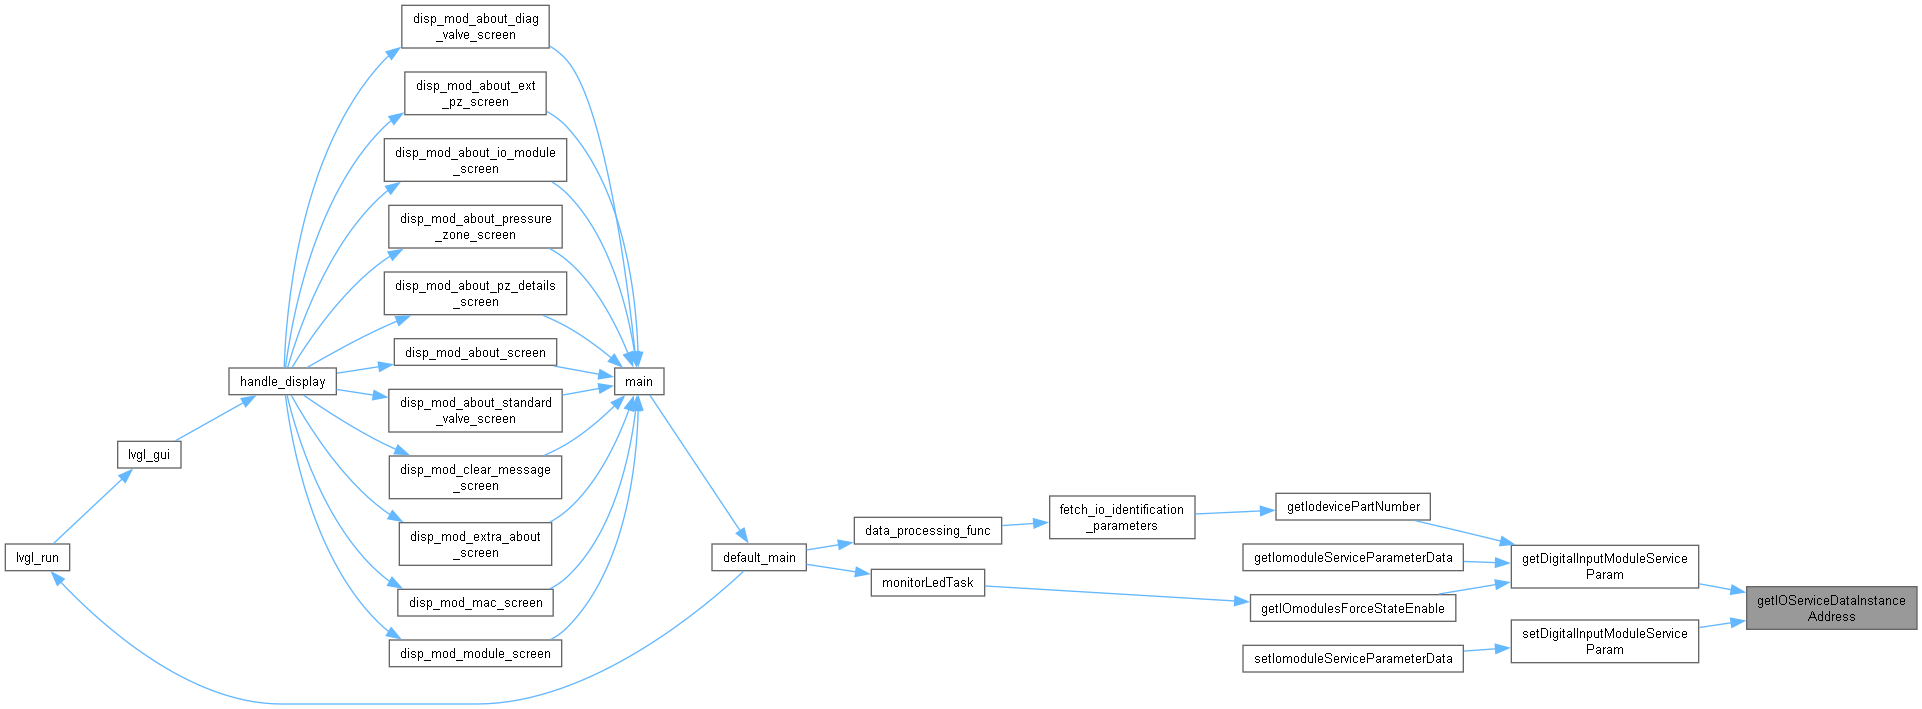 disp_mod_about_diag
_valve_screen
disp_mod_about_ext
_pz_screen
disp_mod_about_io_module
_screen
disp_mod_about_pressure
_zone_screen
disp_mod_about_pz_details
_screen
disp_mod_about_screen
handle_display
main
disp_mod_about_standard
_valve_screen
lvgl_gui
disp_mod_clear_message
_screen
disp_mod_extra_about
_screen
lvgl_run
disp_mod_mac_screen
disp_mod_module_screen
default_main
data_processing_func
monitorLedTask
fetch_io_identification
_parameters
getIodevicePartNumber
getIomoduleServiceParameterData
getIOmodulesForceStateEnable
setIomoduleServiceParameterData
getDigitalInputModuleService
Param
setDigitalInputModuleService
Param
getIOServiceDataInstance
Address